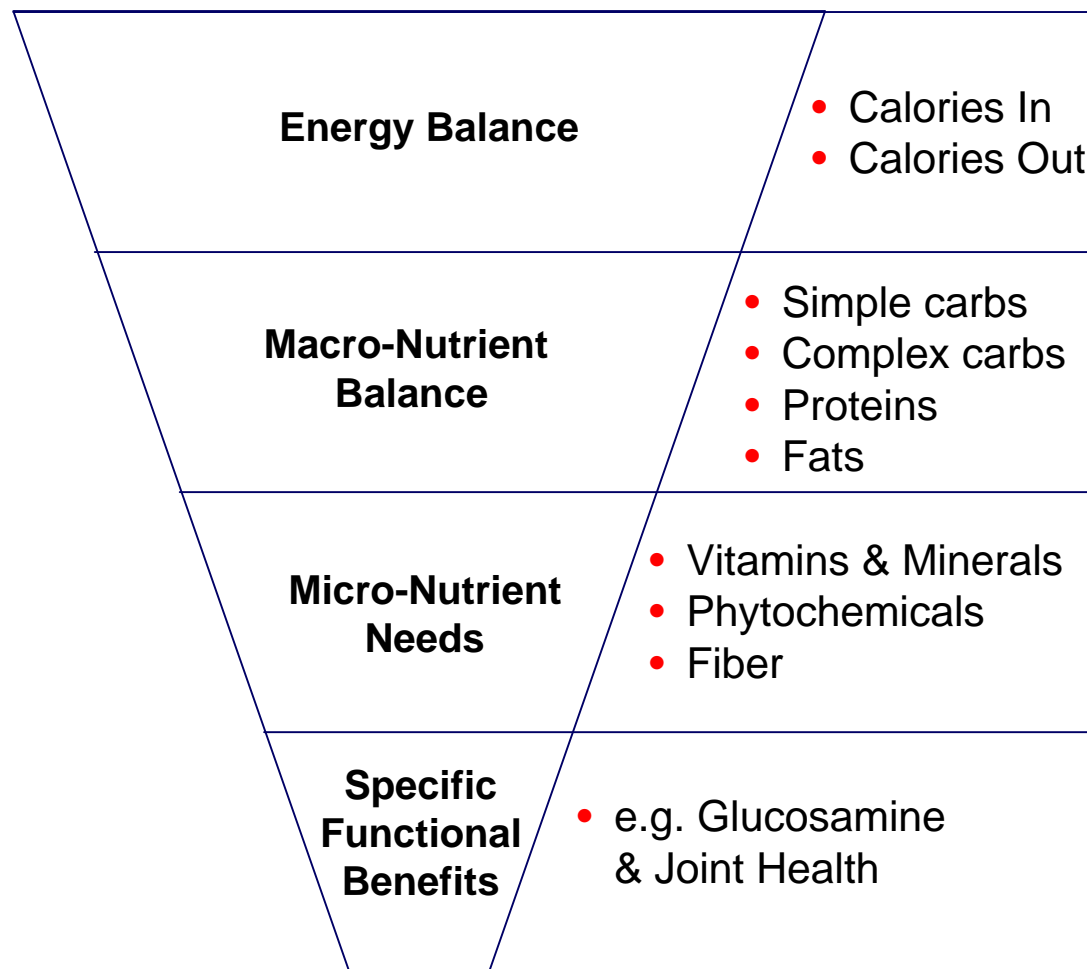 Energy Balance
• Calories In
• Calories Out
Macro-Nutrient
Balance
• Simple carbs
• Complex carbs
• Proteins
• Fats
Micro-Nutrient
Needs
• Vitamins & Minerals
• Phytochemicals
• Fiber
Specific
Functional
Benefits
• e.g. Glucosamine
& Joint Health